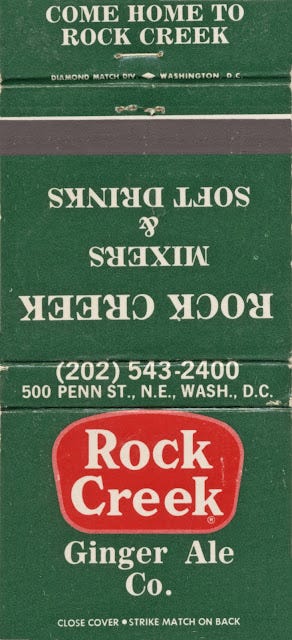 COME HOME TO
ROCK CREEK
DIAMOND MATCH DIV. WASHINGTON D.C.
ROCK CREEK
MIXERS
&
SOFT DRINKS
(202) 543-2400
500 PENN ST., N.E., WASH., D.C.
Rock
Creek®
Ginger Ale
Co.
CLOSE COVER • STRIKE MATCH ON BACK